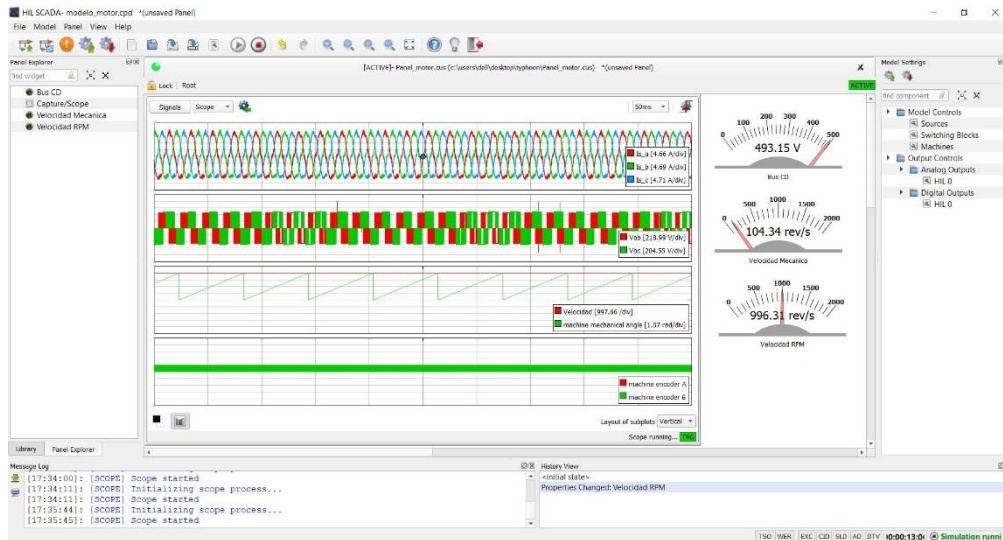 HIL SCADA- modelo_motor.cpd *(unsaved Panel)
File Model Panel View Help
Panel Explorer
find widget
Bus CD
Capture/Scope
Velocidad Mecanica
Velocidad RPM
Library Panel Explorer
[ACTIVE]- Panel_motor.cus (c:\users\dell\desktop\typhoon\Panel_motor.cus) *(unsaved Panel)
Lock Root
ACTIVE
Signals Scope
50ms
Is_a [4.66 A/div]
Is_b [4.69 A/div]
Is_c [4.71 A/div]
Vab [218.99 V/div]
Vbc [204.55 V/div]
Velocidad [997.66 /div]
machine mechanical angle [1.57 rad/div]
machine encoder A
machine encoder B
Layout of subplots Vertical
Scope running... TRG
0 100 200 300 400 500
493.15 V
Bus CD
0 500 1000 1500 2000
104.34 rev/s
Velocidad Mecanica
0 500 1000 1500 2000
996.31 rev/s
Velocidad RPM
Model Settings
find component
Model Controls
Sources
Switching Blocks
Machines
Output Controls
Analog Outputs
HIL 0
Digital Outputs
HIL 0
Message Log
[17:34:00]: [SCOPE] Scope started
[17:34:11]: [SCOPE] Initializing scope process...
[17:34:11]: [SCOPE] Scope started
[17:35:44]: [SCOPE] Initializing scope process...
[17:35:45]: [SCOPE] Scope started
History View
<initial state>
Properties Changed: Velocidad RPM
TSO WER EXC CIO SLD AO DTV Simulation runni